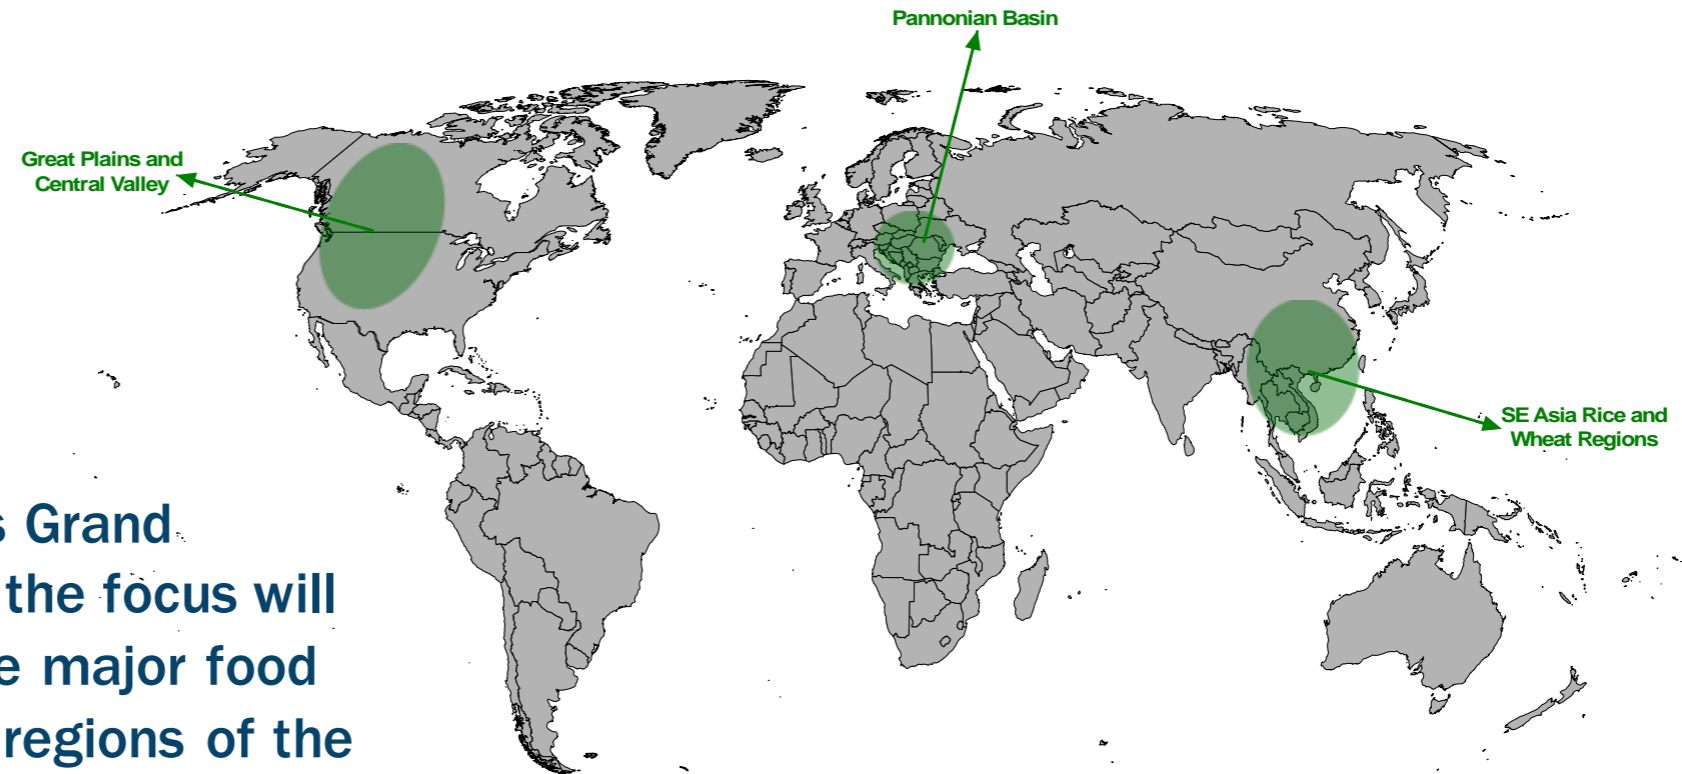 Pannonian Basin
Great Plains and
Central Valley
SE Asia Rice and
Wheat Regions
s Grand
the focus will
e major food
regions of the